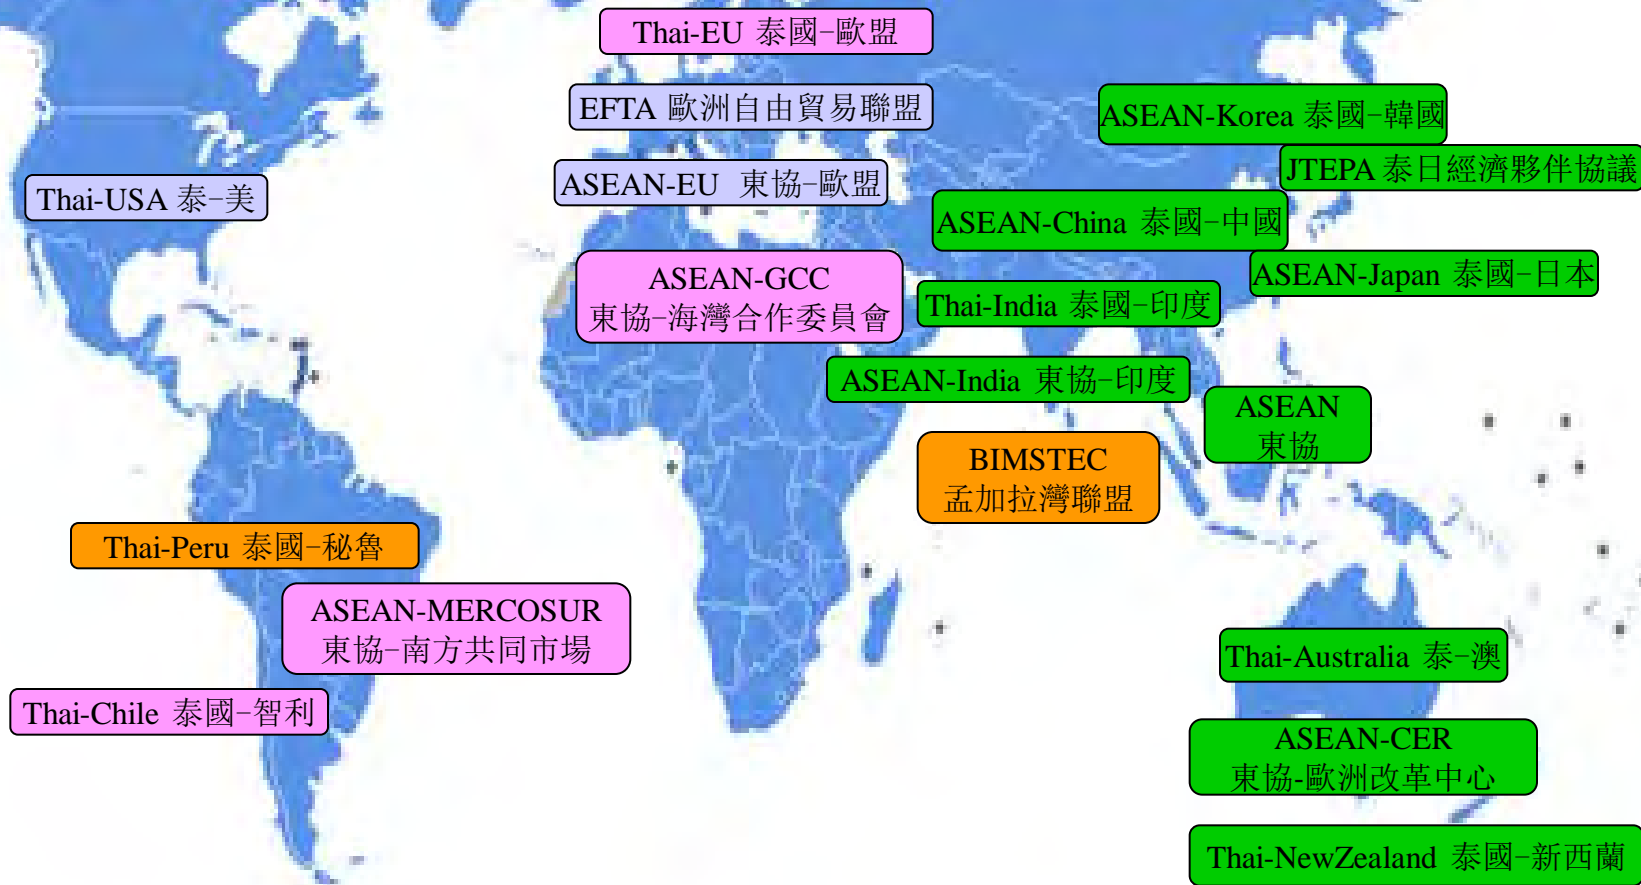 Thai-EU 泰國-歐盟
EFTA 歐洲自由貿易聯盟
ASEAN-Korea 泰國-韓國
JTEPA 泰日經濟夥伴協議
ASEAN-EU 東協-歐盟
Thai-USA 泰-美
ASEAN-China 泰國-中國
ASEAN-GCC
東協-海灣合作委員會
ASEAN-Japan 泰國-日本
Thai-India 泰國-印度
ASEAN-India 東協-印度
ASEAN
東協
BIMSTEC
孟加拉灣聯盟
Thai-Peru 泰國-秘魯
ASEAN-MERCOSUR
東協-南方共同市場
Thai-Australia 泰-澳
Thai-Chile 泰國-智利
ASEAN-CER
東協-歐洲改革中心
Thai-NewZealand 泰國-新西蘭